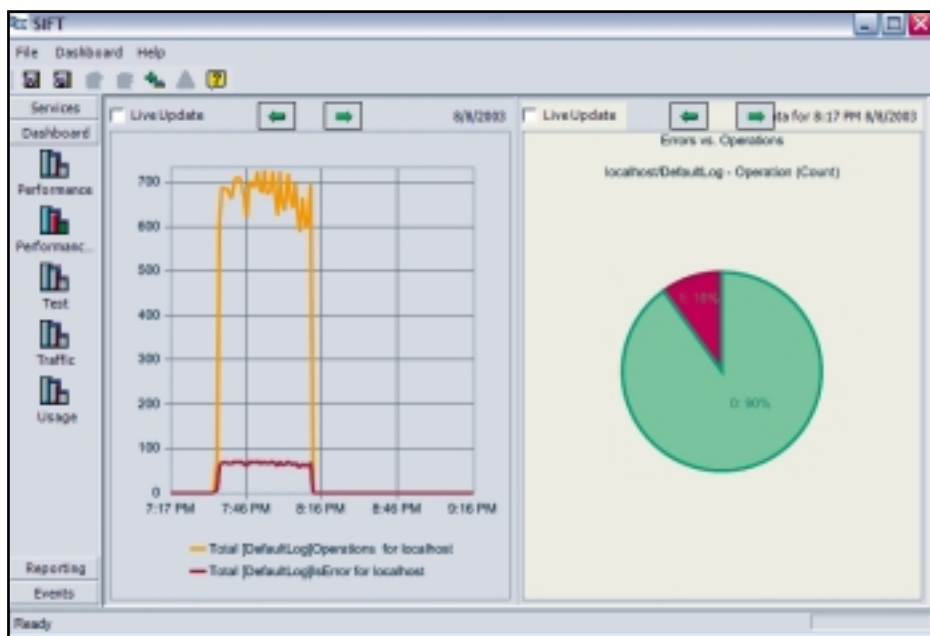 SIFT
File Dashboard Help
Services
Dashboard
Performance
Performanc...
Test
Traffic
Usage
Reporting
Events
Ready
Live Update
8/8/2003
700
600
500
400
300
200
100
0
7:17 PM 7:46 PM 8:16 PM 8:46 PM 9:16 PM
Total [DefaultLog]Operations for localhost
Total [DefaultLog]IsError for localhost
Live Update
ta for 8:17 PM 8/8/2003
Errors vs. Operations
localhost/DefaultLog - Operation (Count)
1: 10%
0: 90%